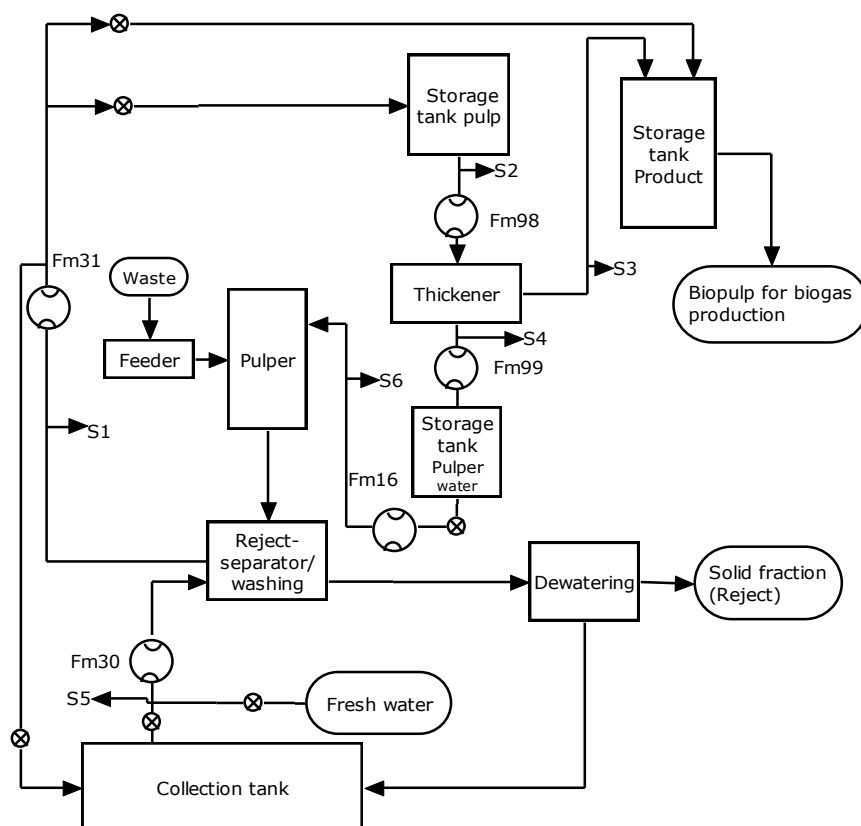 Storage
tank pulp
Storage
tank
Product
S2
Fm98
Fm31
Waste
S3
Thickener
Biopulp for biogas
production
S4
Feeder
Pulper
Fm99
S6
Storage
tank
Pulper
water
S1
Fm16
Reject-
separator/
washing
Dewatering
Solid fraction
(Reject)
Fm30
S5
Fresh water
Collection tank